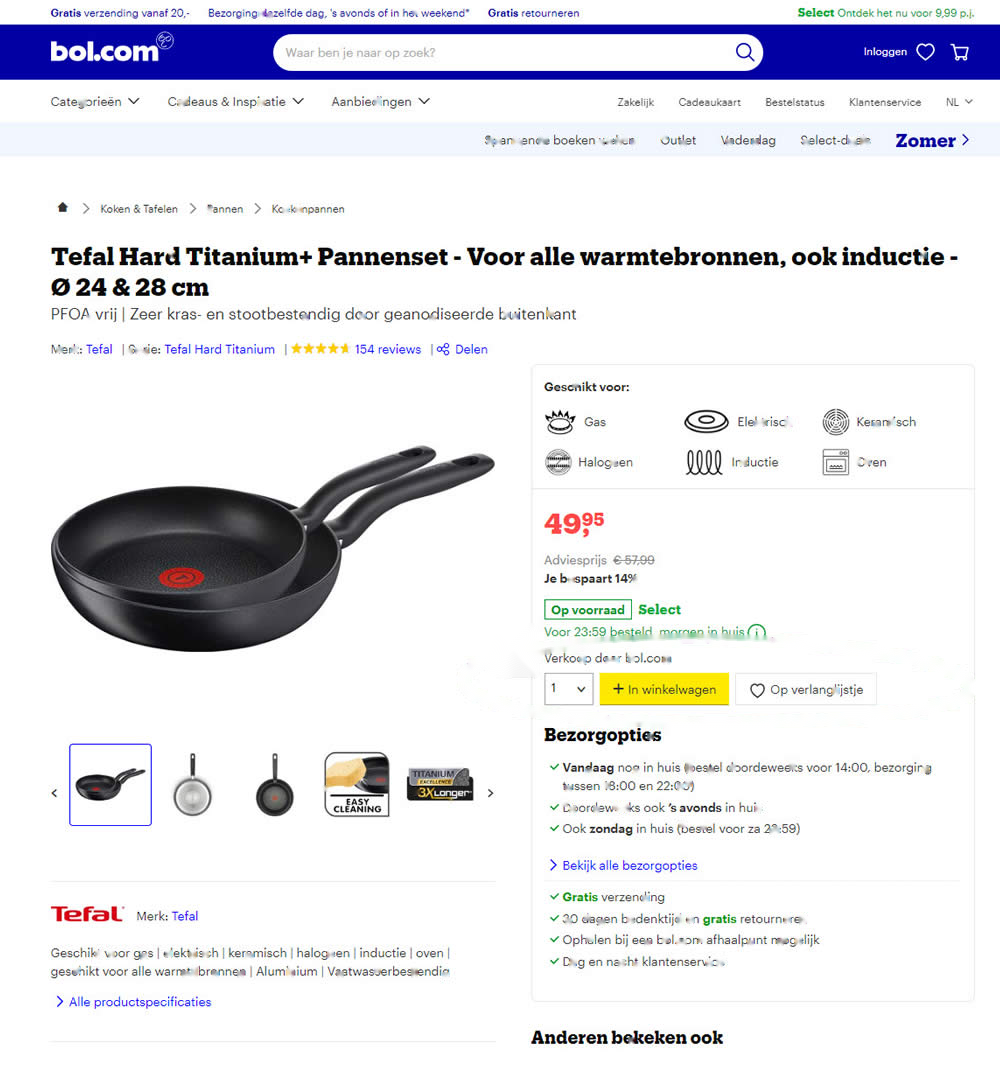 Gratis verzending vanaf 20,- Bezorging dezelfde dag, 's avonds of in het weekend* Gratis retourneren Select Ontdek het nu voor 9,99 p.j.
bol.com Waar ben je naar op zoek? Inloggen
Categorieën Cadeaus & Inspiratie Aanbiedingen Zakelijk Cadeaukaart Bestelstatus Klantenservice NL
Spannende boeken weken Outlet Vaderdag Select-deals Zomer
Koken & Tafelen Pannen Koekenpannen
Tefal Hard Titanium+ Pannenset - Voor alle warmtebronnen, ook inductie -
Ø 24 & 28 cm
PFOA vrij | Zeer kras- en stootbestendig door geanodiseerde buitenkant
Merk: Tefal | Serie: Tefal Hard Titanium | 154 reviews | Delen
Geschikt voor:
Gas Elektrisch Keramisch
Halogeen Inductie Oven
49,95
Adviesprijs € 57,99
Je bespaart 14%
Op voorraad Select
Voor 23:59 besteld, morgen in huis
Verkoop door bol.com
1 + In winkelwagen Op verlanglijstje
EASY
CLEANING
TITANIUM
EXCELLENCE
3X Longer
Bezorgopties
Vandaag nog in huis (bestel doordeweeks voor 14:00, bezorging
tussen 18:00 en 22:00)
Doordeweeks ook 's avonds in huis
Ook zondag in huis (bestel voor za 23:59)
Bekijk alle bezorgopties
Gratis verzending
30 dagen bedenktijd en gratis retourneren
Ophalen bij een bol.com afhaalpunt mogelijk
Dag en nacht klantenservice
Tefal Merk: Tefal
Geschikt voor gas | elektrisch | keramisch | halogeen | inductie | oven |
geschikt voor alle warmtebronnen | Aluminium | Vaatwasserbestendig
Alle productspecificaties
Anderen bekeken ook